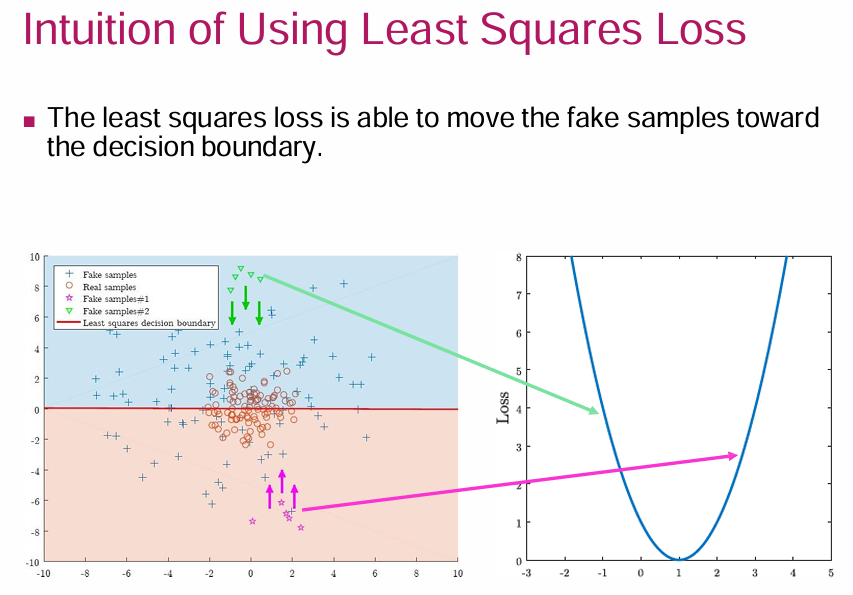 Intuition of Using Least Squares Loss
The least squares loss is able to move the fake samples toward
the decision boundary.
Fake samples
Real samples
Fake samples#1
Fake samples#2
Least squares decision boundary
10
8
6
4
2
0
-2
-4
-6
-8
-10
-10 -8 -6 -4 -2 0 2 4 6 8 10
Loss
8
7
6
5
4
3
2
1
0
-3 -2 -1 0 1 2 3 4 5